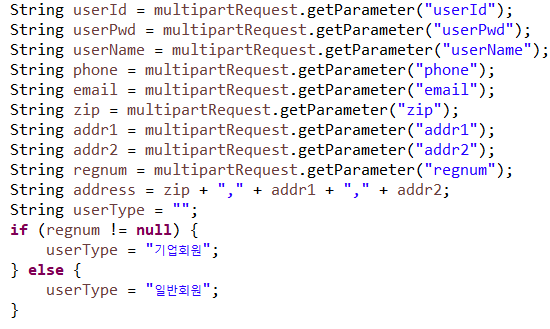 String userId = multipartRequest.getParameter("userId");
String userPwd = multipartRequest.getParameter("userPwd");
String userName = multipartRequest.getParameter("userName");
String phone = multipartRequest.getParameter("phone");
String email = multipartRequest.getParameter("email");
String zip = multipartRequest.getParameter("zip");
String addr1 = multipartRequest.getParameter("addr1");
String addr2 = multipartRequest.getParameter("addr2");
String regnum = multipartRequest.getParameter("regnum");
String address = zip + "," + addr1 + "," + addr2;
String userType = "";
if (regnum != null) {
    userType = "기업회원";
} else {
    userType = "일반회원";
}